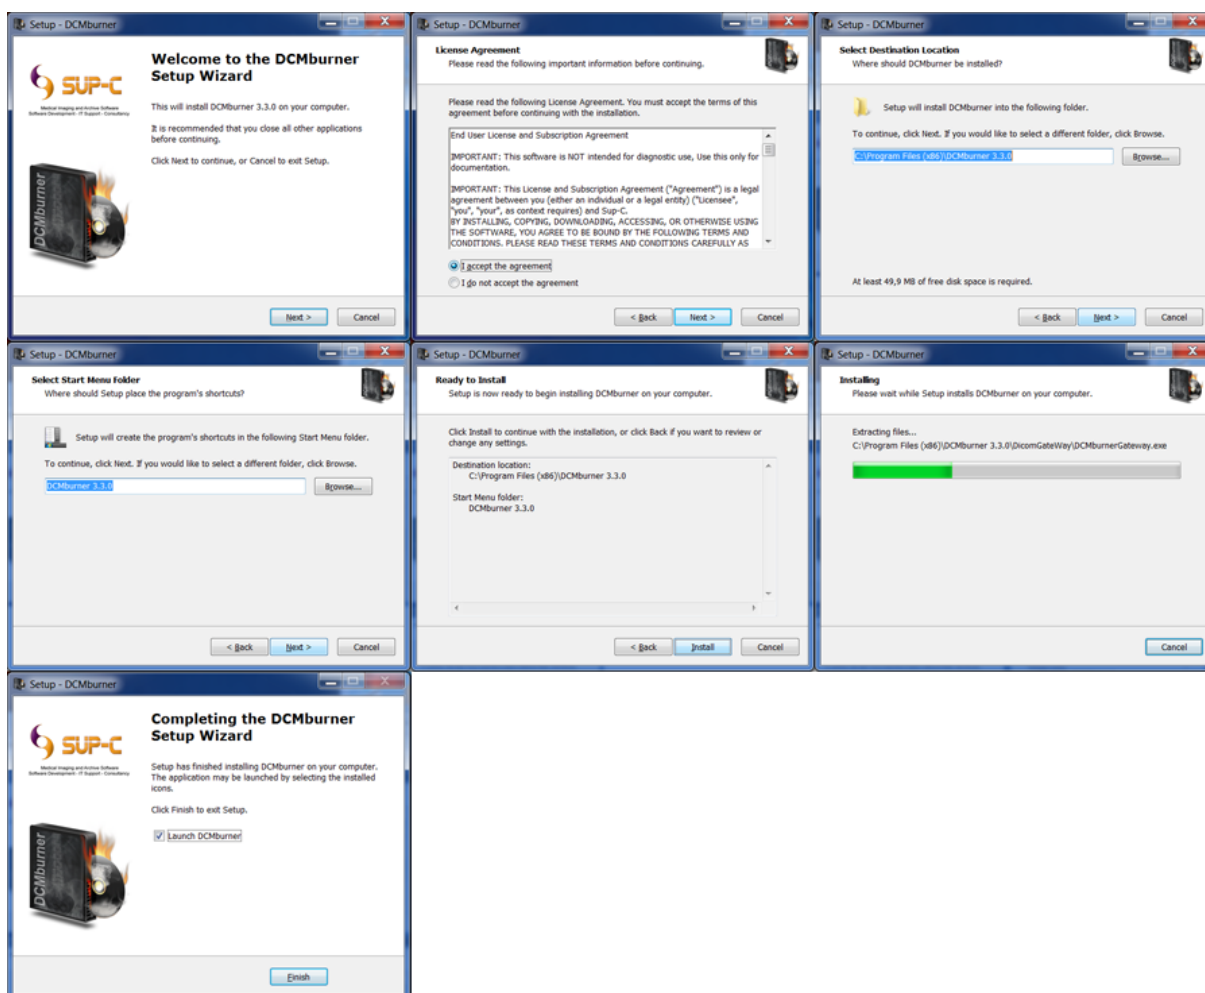 Setup - DCMburner
SUP-C
Medical Imaging and Archive Software
Software Development - IT Support - Consultancy
DCMburner
Welcome to the DCMburner
Setup Wizard
This will install DCMburner 3.3.0 on your computer.
It is recommended that you close all other applications
before continuing.
Click Next to continue, or Cancel to exit Setup.
Next >
Cancel
Setup - DCMburner
License Agreement
Please read the following important information before continuing.
Please read the following License Agreement. You must accept the terms of this
agreement before continuing with the installation.
End User License and Subscription Agreement
IMPORTANT: This software is NOT intended for diagnostic use, Use this only for
documentation.
IMPORTANT: This License and Subscription Agreement ("Agreement") is a legal
agreement between you (either an individual or a legal entity) ("Licensee",
"you", "your", as context requires) and Sup-C.
BY INSTALLING, COPYING, DOWNLOADING, ACCESSING, OR OTHERWISE USING
THE SOFTWARE, YOU AGREE TO BE BOUND BY THE FOLLOWING TERMS AND
CONDITIONS. PLEASE READ THESE TERMS AND CONDITIONS CAREFULLY AS
I accept the agreement
I do not accept the agreement
< Back
Next >
Cancel
Setup - DCMburner
Select Destination Location
Where should DCMburner be installed?
Setup will install DCMburner into the following folder.
To continue, click Next. If you would like to select a different folder, click Browse.
C:\Program Files (x86)\DCMburner 3.3.0
Browse...
At least 49,9 MB of free disk space is required.
< Back
Next >
Cancel
Setup - DCMburner
Select Start Menu Folder
Where should Setup place the program's shortcuts?
Setup will create the program's shortcuts in the following Start Menu folder.
To continue, click Next. If you would like to select a different folder, click Browse.
DCMburner 3.3.0
Browse...
< Back
Next >
Cancel
Setup - DCMburner
Ready to Install
Setup is now ready to begin installing DCMburner on your computer.
Click Install to continue with the installation, or click Back if you want to review or
change any settings.
Destination location:
C:\Program Files (x86)\DCMburner 3.3.0
Start Menu folder:
DCMburner 3.3.0
< Back
Install
Cancel
Setup - DCMburner
Installing
Please wait while Setup installs DCMburner on your computer.
Extracting files...
C:\Program Files (x86)\DCMburner 3.3.0\DicomGateWay\DCMburnerGateway.exe
Cancel
Setup - DCMburner
SUP-C
Medical Imaging and Archive Software
Software Development - IT Support - Consultancy
DCMburner
Completing the DCMburner
Setup Wizard
Setup has finished installing DCMburner on your computer.
The application may be launched by selecting the installed
icons.
Click Finish to exit Setup.
Launch DCMburner
Finish